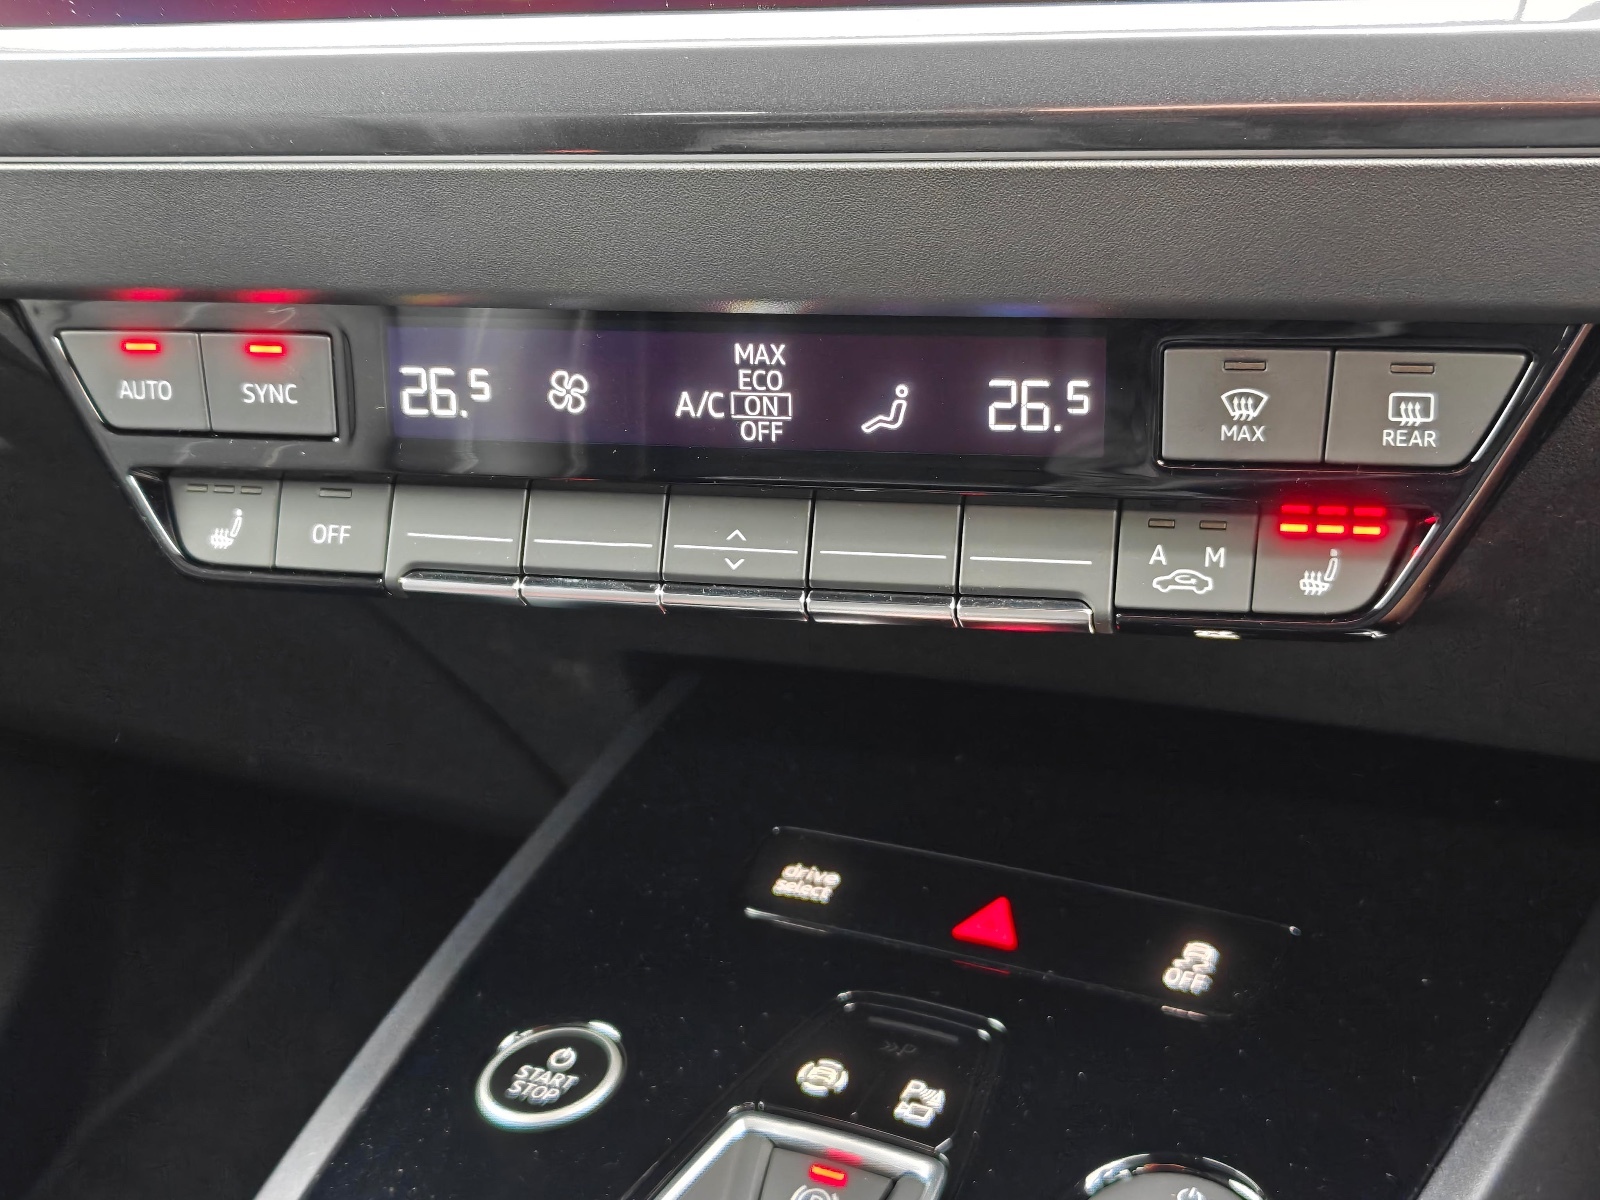 AUTO
SYNC
26.5
A/C
MAX
ECO
ON
OFF
26.5
MAX
REAR
OFF
A M
drive
select
OFF
START
STOP
P